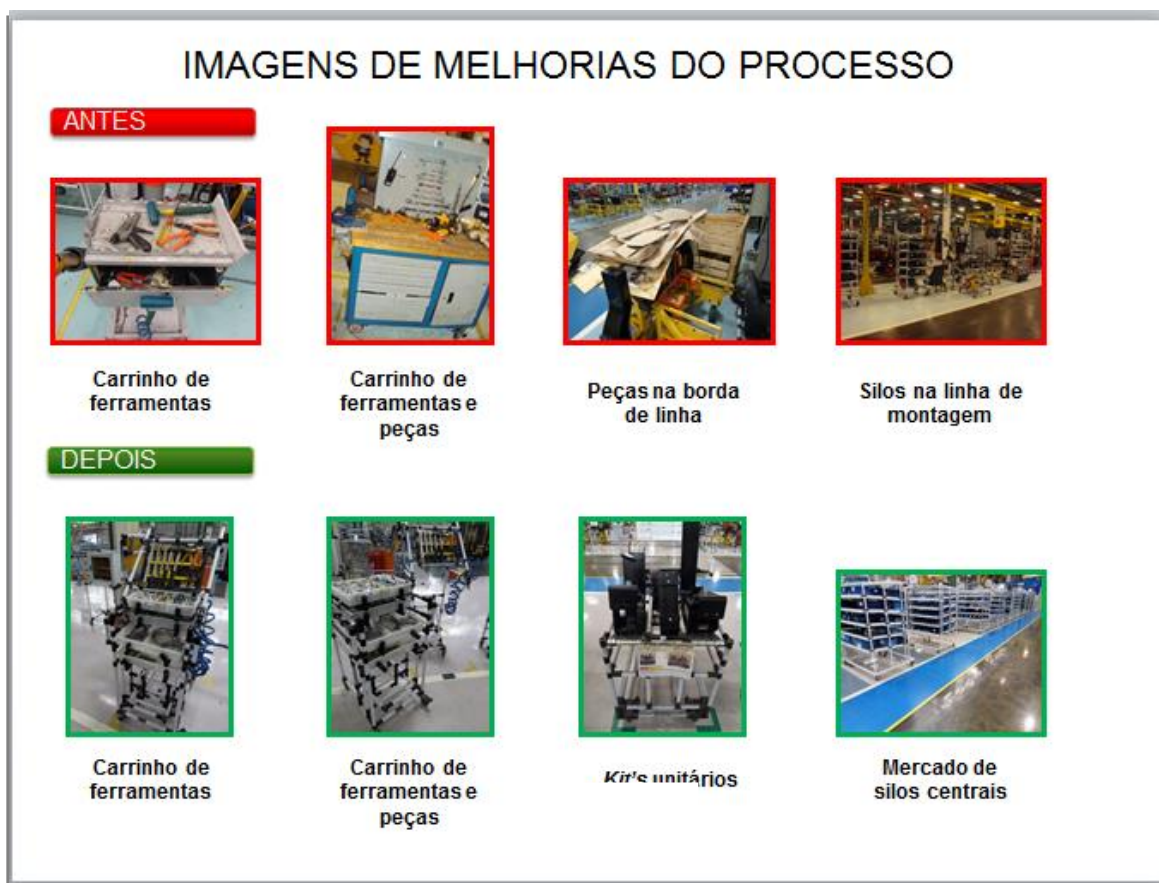 IMAGENS DE MELHORIAS DO PROCESSO
ANTES
Carrinho de
ferramentas
Carrinho de
ferramentas e
peças
Peças na borda
de linha
Silos na linha de
montagem
DEPOIS
Carrinho de
ferramentas
Carrinho de
ferramentas e
peças
Kit's unitários
Mercado de
silos centrais